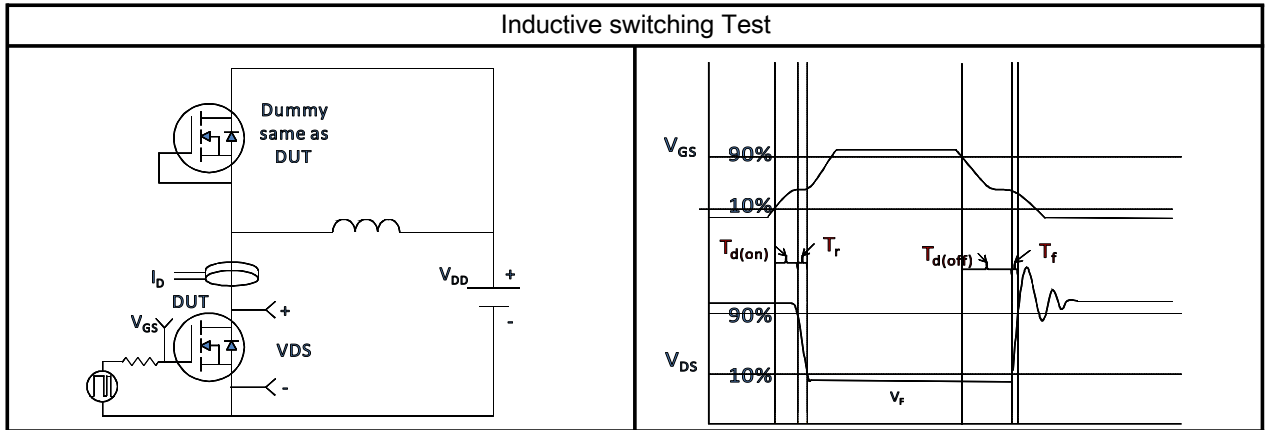 Inductive switching Test
Dummy
same as
DUT
I_D
DUT
V_GS
+
VDS
-
V_DD
+
-
V_GS
90%
10%
T_d(on)
T_r
T_d(off)
T_f
90%
V_DS
10%
V_F